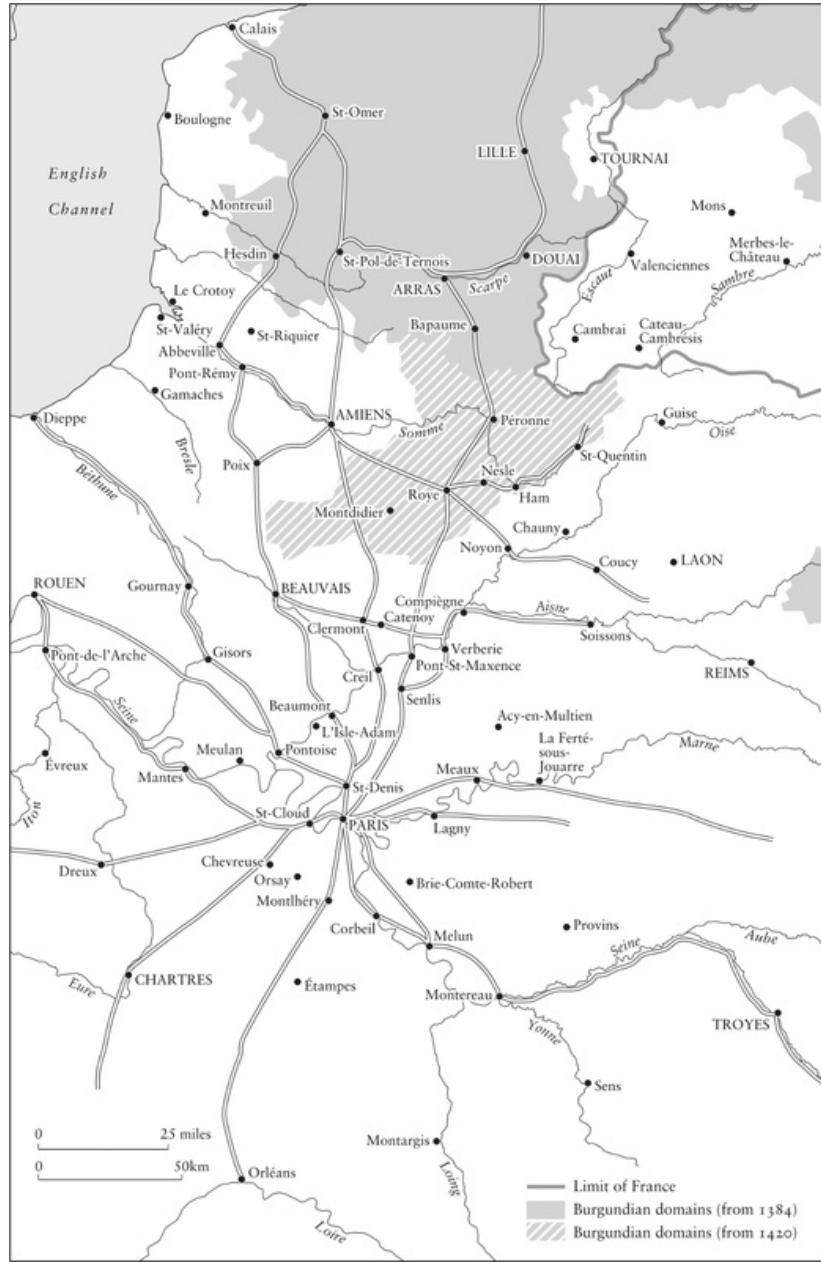 Calais
Boulogne
St-Omer
LILLE
TOURNAI
English
Channel
Montreuil
Mons
Hesdin
St-Pol-de-Ternois
DOUAI
Valenciennes
Merbes-le-
Château
ARRAS
Scarpe
Escaut
Sambre
Le Crotoy
St-Valéry
St-Riquier
Bapaume
Cambrai
Cateau-
Cambrésis
Abbeville
Pont-Rémy
Gamaches
Dieppe
AMIENS
Somme
Péronne
Guise
Oise
Bresle
Béthune
Poix
St-Quentin
Nesle
Roye
Ham
Montdidier
Chauny
Noyon
Coucy
LAON
ROUEN
Gournay
BEAUVAIS
Compiègne
Aisne
Clermont
Catenoy
Soissons
Pont-de-l'Arche
Gisors
Verberie
Creil
Pont-St-Maxence
REIMS
Senlis
Seine
Beaumont
L'Isle-Adam
Acy-en-Multien
La Ferté-
sous-
Jouarre
Marne
Évreux
Meulan
Pontoise
Mantes
Meaux
St-Denis
Iton
St-Cloud
PARIS
Lagny
Dreux
Chevreuse
Orsay
Brie-Comte-Robert
Montlhéry
Corbeil
Melun
Provins
Seine
Aube
CHARTRES
Eure
Étampes
Montereau
Yonne
TROYES
Sens
0 25 miles
0 50km
Montargis
Loing
Orléans
Loire
Limit of France
Burgundian domains (from 1384)
Burgundian domains (from 1420)